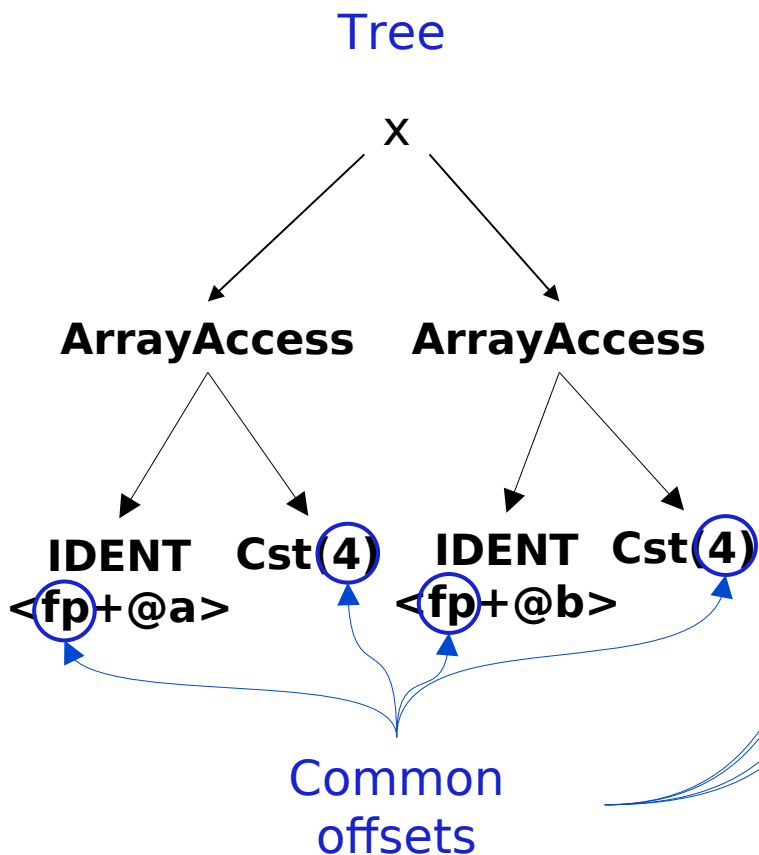 Tree
x
ArrayAccess ArrayAccess
IDENT Cst(4) IDENT Cst(4)
<fp+@a> <fp+@b>
Common
offsets